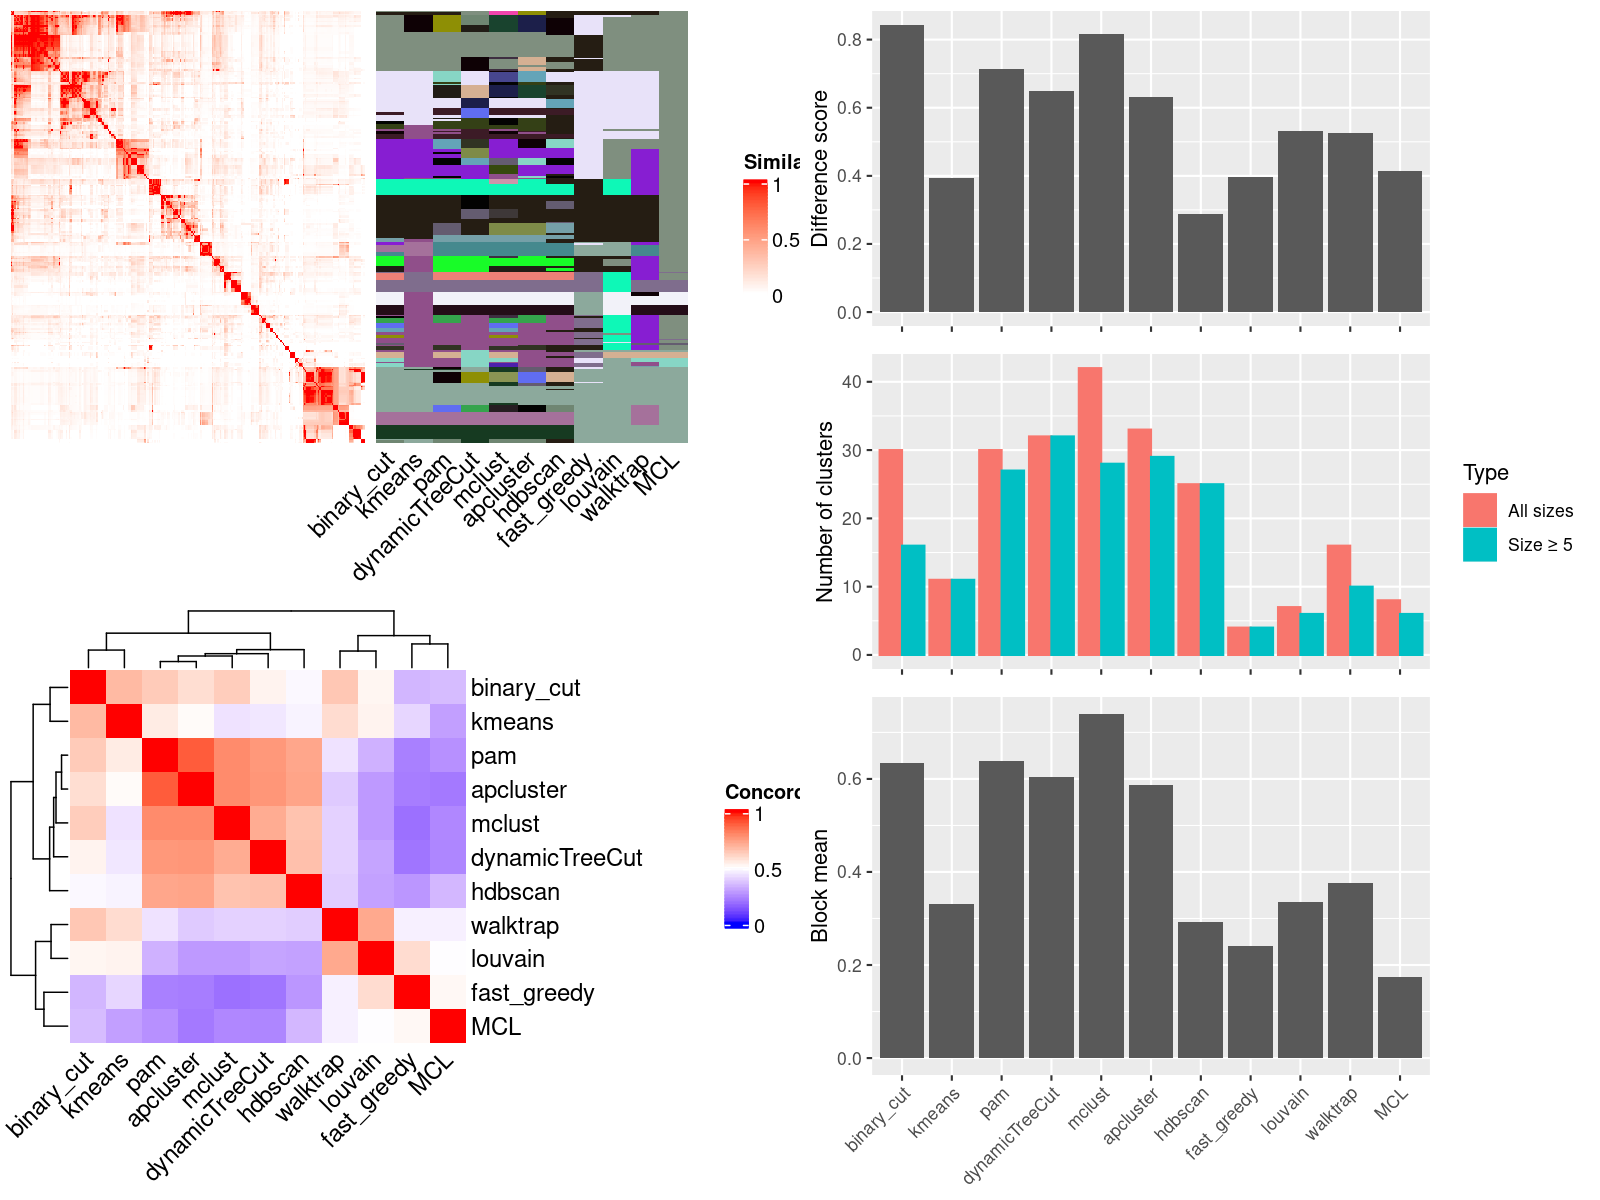 Simila
1
0.5
0
binary_cut
kmeans
pam
dynamicTreeCut
mclust
apcluster
hdbscan
fast_greedy
louvain
walktrap
MCL
binary_cut
kmeans
pam
apcluster
mclust
dynamicTreeCut
hdbscan
walktrap
louvain
fast_greedy
MCL
binary_cut
kmeans
pam
apcluster
mclust
dynamicTreeCut
hdbscan
walktrap
louvain
fast_greedy
MCL
Concord
1
0.5
0
Difference score
0.8
0.6
0.4
0.2
0.0
Number of clusters
40
30
20
10
0
Type
All sizes
Size ≥ 5
Block mean
0.6
0.4
0.2
0.0
binary_cut
kmeans
pam
dynamicTreeCut
mclust
apcluster
hdbscan
fast_greedy
louvain
walktrap
MCL